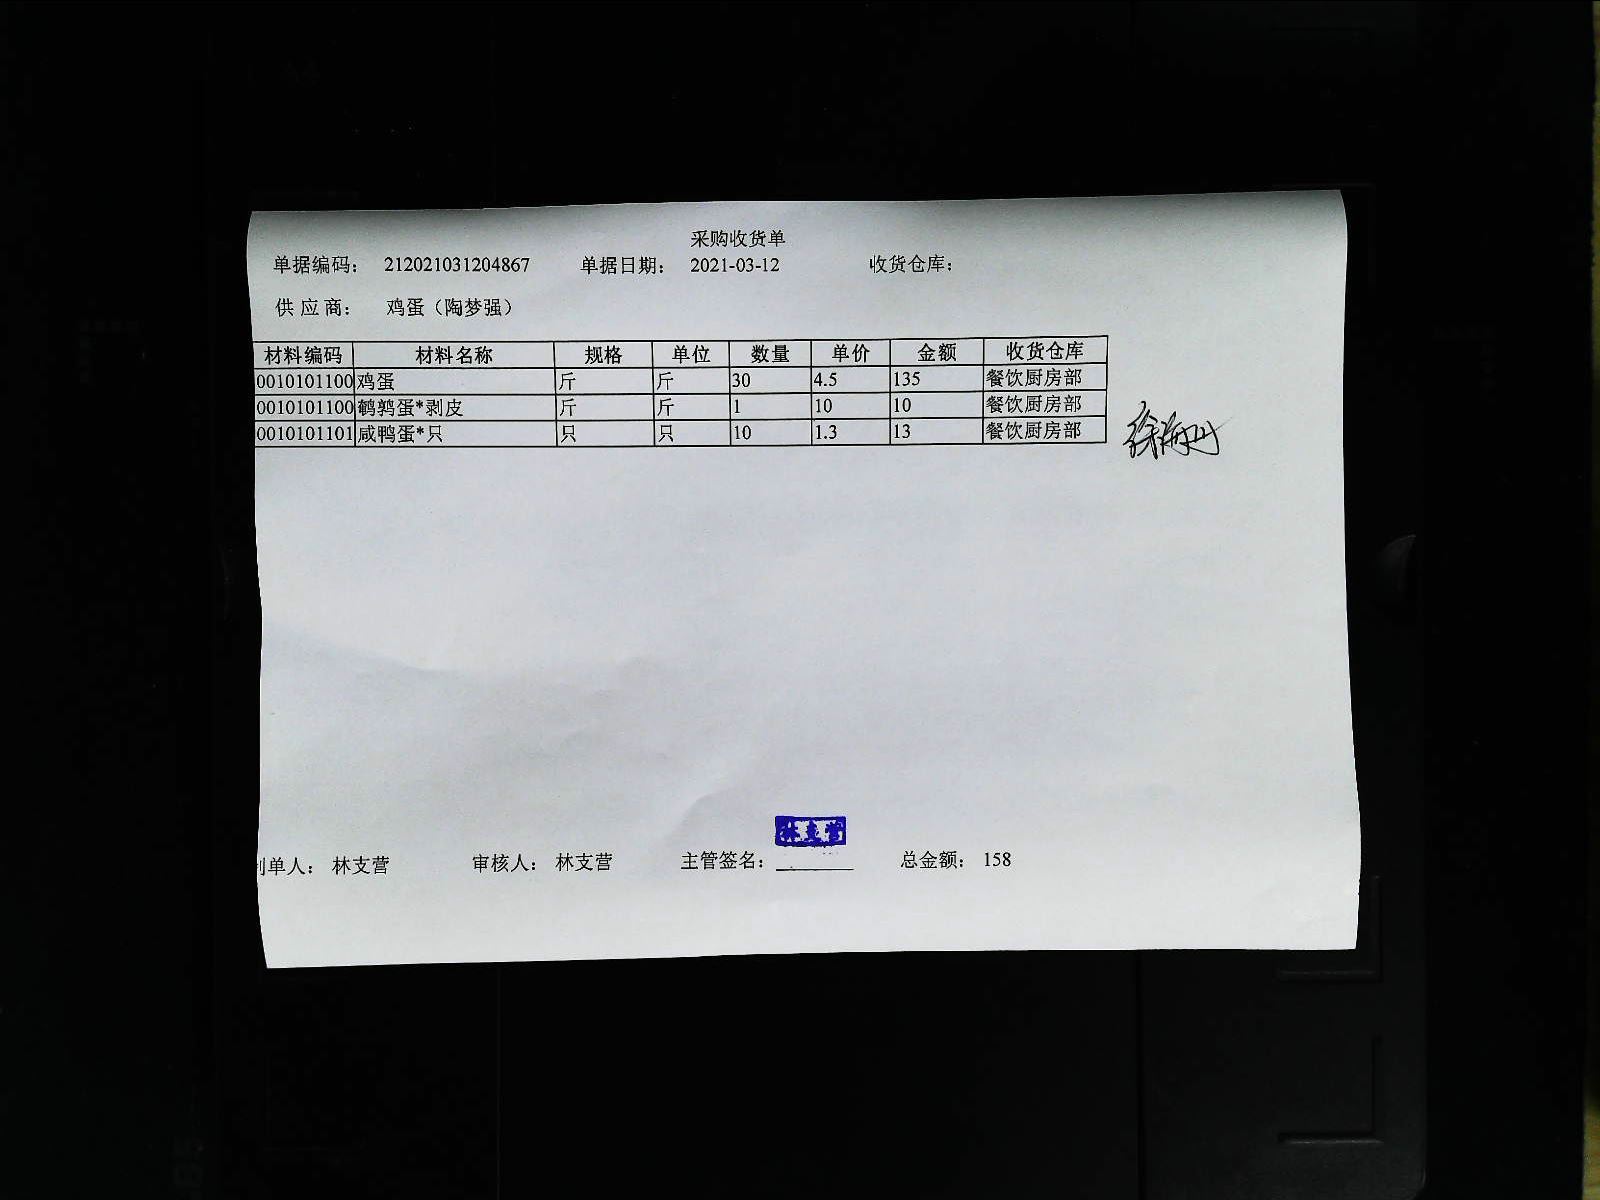 采购收货单
单据编码： 212021031204867 单据日期： 2021-03-12 收货仓库：
供应商： 鸡蛋（陶梦强）
材料编码 材料名称 规格 单位 数量 单价 金额 收货仓库
0010101100 鸡蛋 斤 斤 30 4.5 135 餐饮厨房部
0010101100 鹌鹑蛋*剥皮 斤 斤 1 10 10 餐饮厨房部
0010101101 咸鸭蛋*只 只 只 10 1.3 13 餐饮厨房部
林支营
制单人： 林支营 审核人： 林支营 主管签名： 总金额： 158